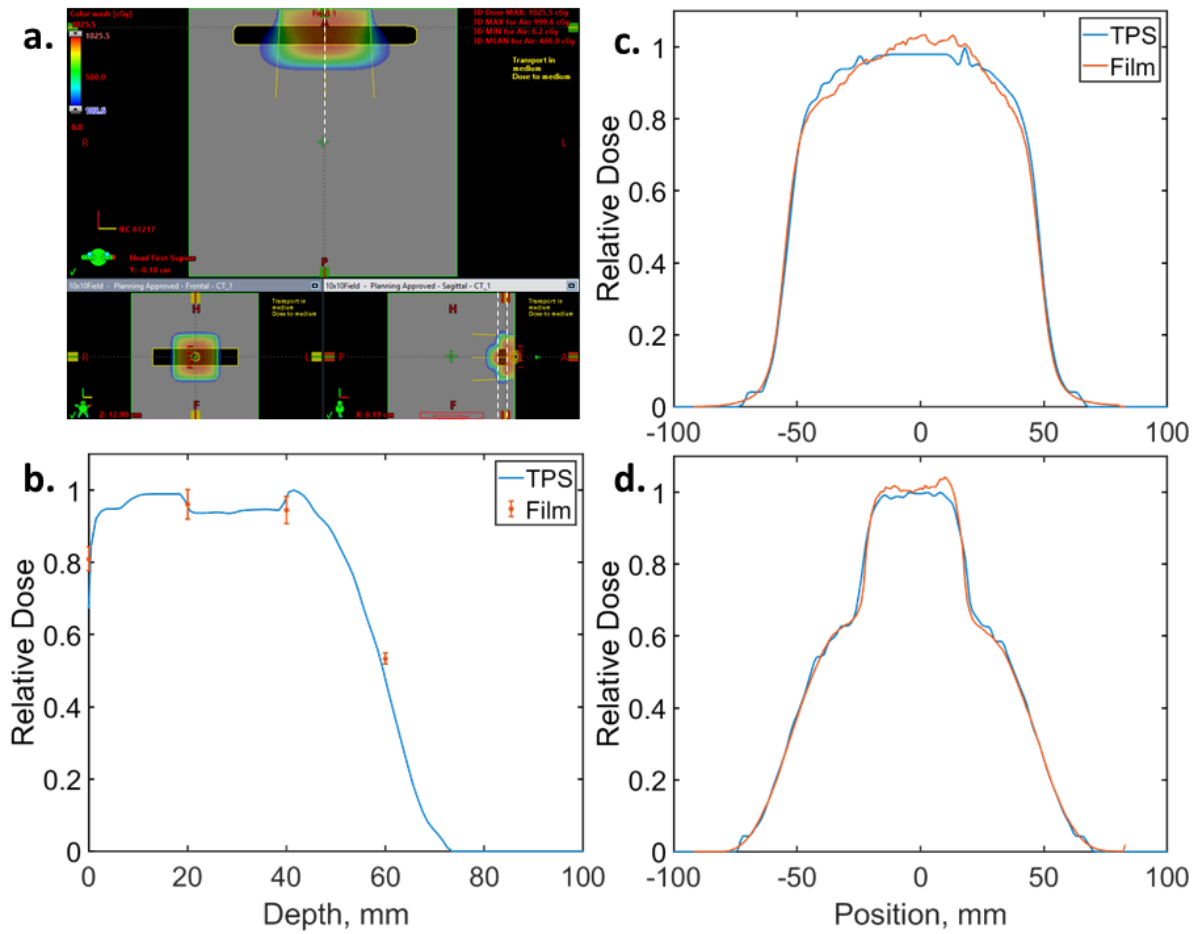 a.
Color wash [cGy]
1025.5
1025.5
500.0
102.6
0.0
Field 1
3D Dose MAX: 1025.5 cGy
3D MAX for Air: 999.6 cGy
3D MIN for Air: 6.2 cGy
3D MEAN for Air: 466.0 cGy
Transport in
medium
Dose to medium
R
L
IEC 61217
Head First-Supine
Y: -0.10 cm
P
10x10Field - Planning Approved - Frontal - CT_1
H
Transport in
medium
Dose to medium
R
L
F
Z: 12.90 cm
10x10Field - Planning Approved - Sagittal - CT_1
H
Transport in
medium
Dose to medium
P
A
F
X: 0.19 cm
b.
TPS
Film
1
0.8
0.6
0.4
0.2
0
Relative Dose
0
20
40
60
80
100
Depth, mm
c.
TPS
Film
1
0.8
0.6
0.4
0.2
0
Relative Dose
-100
-50
0
50
100
d.
TPS
Film
1
0.8
0.6
0.4
0.2
0
Relative Dose
-100
-50
0
50
100
Position, mm